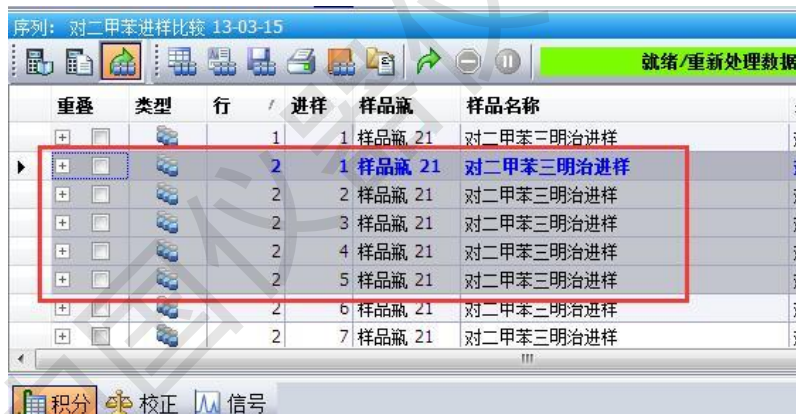 序列: 对二甲苯进样比较 13-03-15
就绪/重新处理数据
重叠 类型 行 / 进样 样品瓶 样品名称
1 1 样品瓶 21 对二甲苯三明治进样
2 1 样品瓶 21 对二甲苯三明治进样
2 2 样品瓶 21 对二甲苯三明治进样
2 3 样品瓶 21 对二甲苯三明治进样
2 4 样品瓶 21 对二甲苯三明治进样
2 5 样品瓶 21 对二甲苯三明治进样
2 6 样品瓶 21 对二甲苯三明治进样
2 7 样品瓶 21 对二甲苯三明治进样
积分 校正 信号